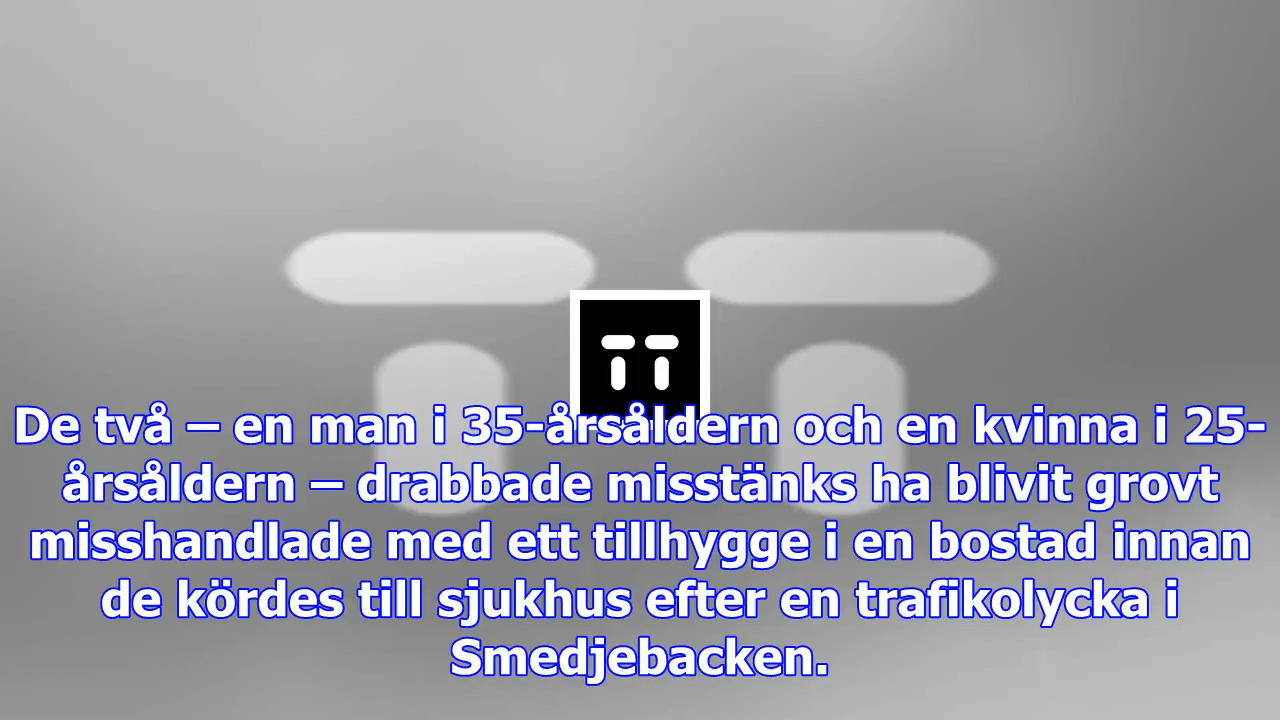 De två – en man i 35-årsåldern och en kvinna i 25-
årsåldern – drabbade misstänks ha blivit grovt
misshandlade med ett tillhygge i en bostad innan
de kördes till sjukhus efter en trafikolycka i
Smedjebacken.